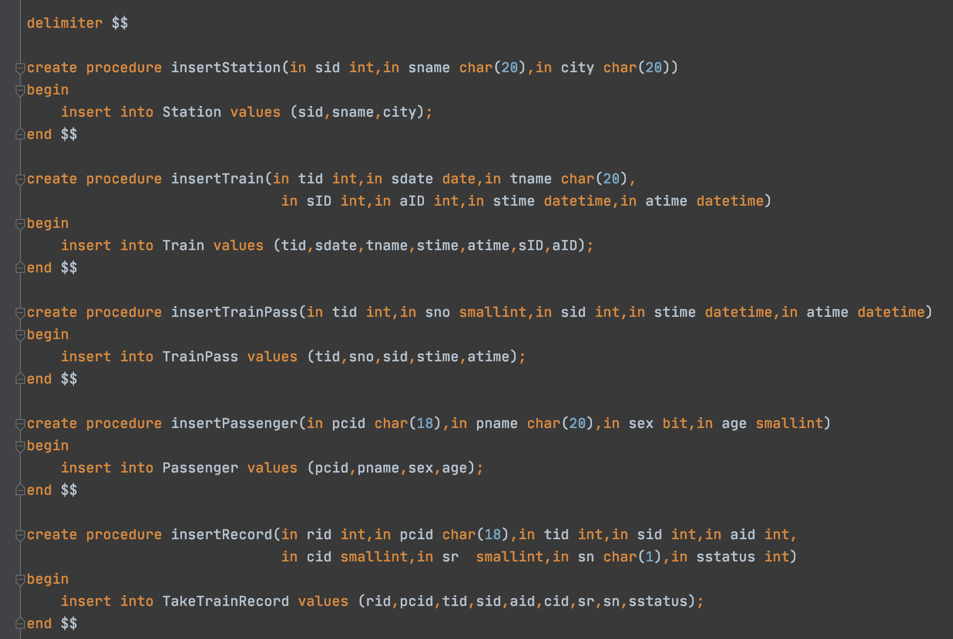 delimiter $$
create procedure insertStation(in sid int,in sname char(20),in city char(20))
begin
    insert into Station values (sid,sname,city);
end $$
create procedure insertTrain(in tid int,in sdate date,in tname char(20),
                              in sID int,in aID int,in stime datetime,in atime datetime)
begin
    insert into Train values (tid,sdate,tname,stime,atime,sID,aID);
end $$
create procedure insertTrainPass(in tid int,in sno smallint,in sid int,in stime datetime,in atime datetime)
begin
    insert into TrainPass values (tid,sno,sid,stime,atime);
end $$
create procedure insertPassenger(in pcid char(18),in pname char(20),in sex bit,in age smallint)
begin
    insert into Passenger values (pcid,pname,sex,age);
end $$
create procedure insertRecord(in rid int,in pcid char(18),in tid int,in sid int,in aid int,
                              in cid smallint,in sr  smallint,in sn char(1),in sstatus int)
begin
    insert into TakeTrainRecord values (rid,pcid,tid,sid,aid,cid,sr,sn,sstatus);
end $$